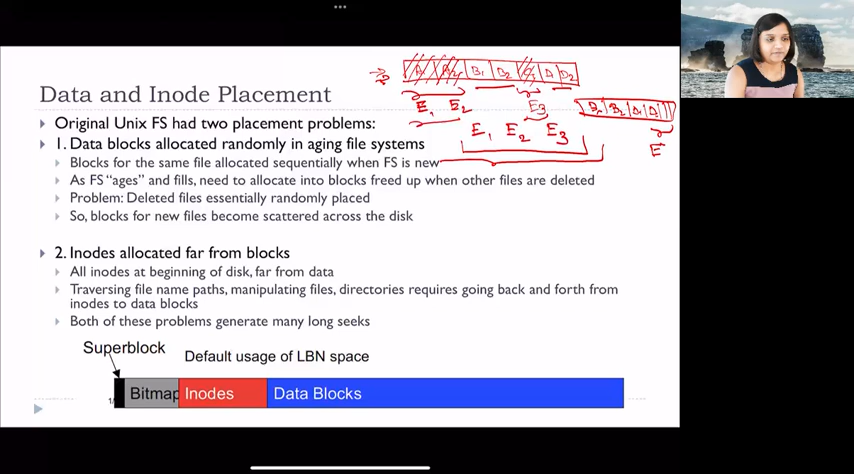 B₁ B₂ D₂
E₁ E₂ E₃
B₂ B₂
E₁ E₂ E₃
E
Data and Inode Placement
Original Unix FS had two placement problems:
1. Data blocks allocated randomly in aging file systems
Blocks for the same file allocated sequentially when FS is new
As FS “ages” and fills, need to allocate into blocks freed up when other files are deleted
Problem: Deleted files essentially randomly placed
So, blocks for new files become scattered across the disk
2. Inodes allocated far from blocks
All inodes at beginning of disk, far from data
Traversing file name paths, manipulating files, directories requires going back and forth from
inodes to data blocks
Both of these problems generate many long seeks
Superblock
Default usage of LBN space
Bitmap Inodes Data Blocks